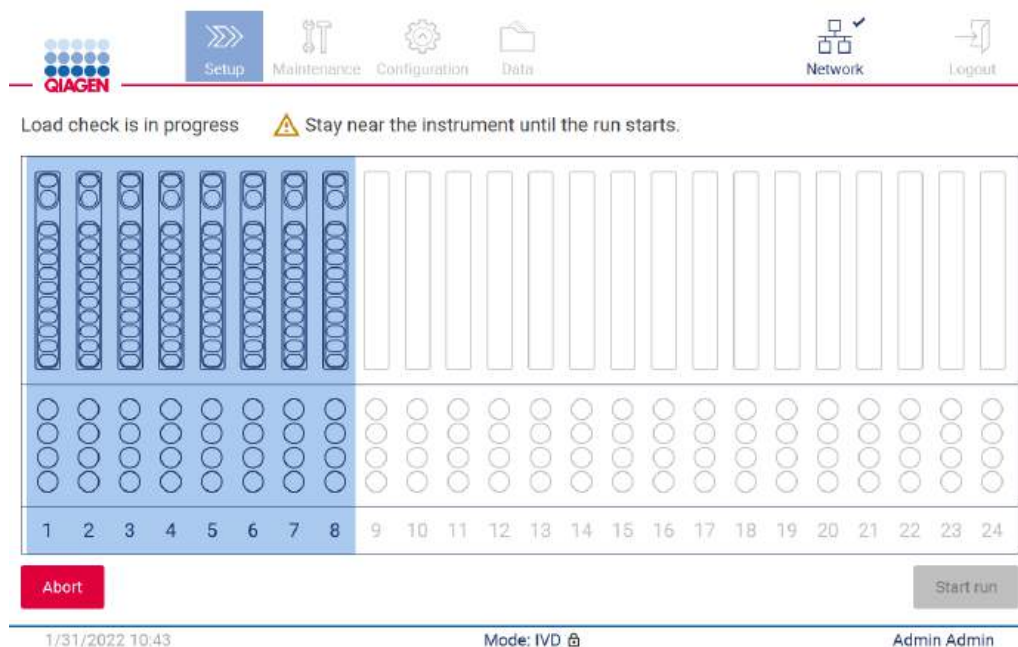 QIAGEN
Setup
Maintenance
Configuration
Data
Network
Logout
Load check is in progress
Stay near the instrument until the run starts.
1 2 3 4 5 6 7 8 9 10 11 12 13 14 15 16 17 18 19 20 21 22 23 24
Abort
Start run
1/31/2022 10:43
Mode: IVD
Admin Admin